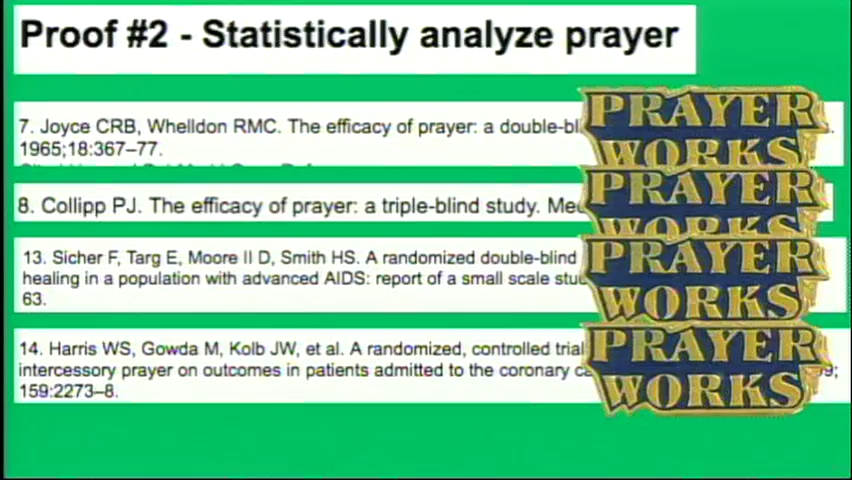 Proof #2 - Statistically analyze prayer
7. Joyce CRB, Whelldon RMC. The efficacy of prayer: a double-bl
1965;18:367–77.
8. Collipp PJ. The efficacy of prayer: a triple-blind study. Med
13. Sicher F, Targ E, Moore II D, Smith HS. A randomized double-blind
healing in a population with advanced AIDS: report of a small scale stu
63.
14. Harris WS, Gowda M, Kolb JW, et al. A randomized, controlled trial
intercessory prayer on outcomes in patients admitted to the coronary ca 9;
159:2273–8.
PRAYER
WORKS
PRAYER
WORKS
PRAYER
WORKS
PRAYER
WORKS